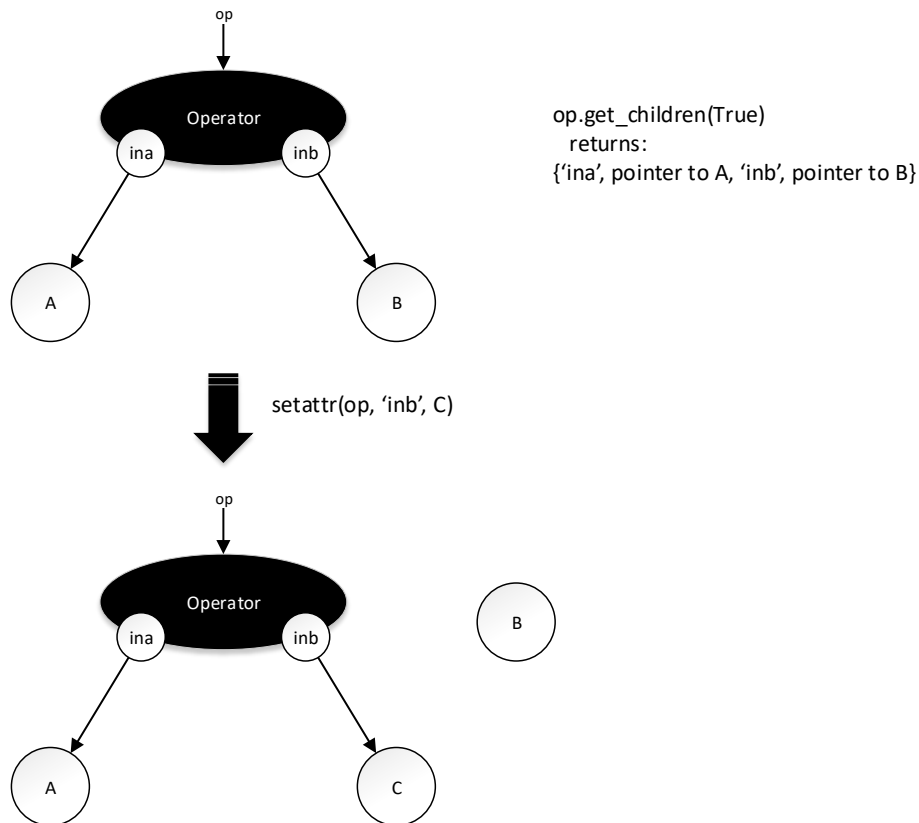 op
Operator
ina
inb
op.get_children(True)
returns:
{‘ina’, pointer to A, ‘inb’, pointer to B}
A
B
setattr(op, ‘inb’, C)
op
Operator
ina
inb
B
A
C